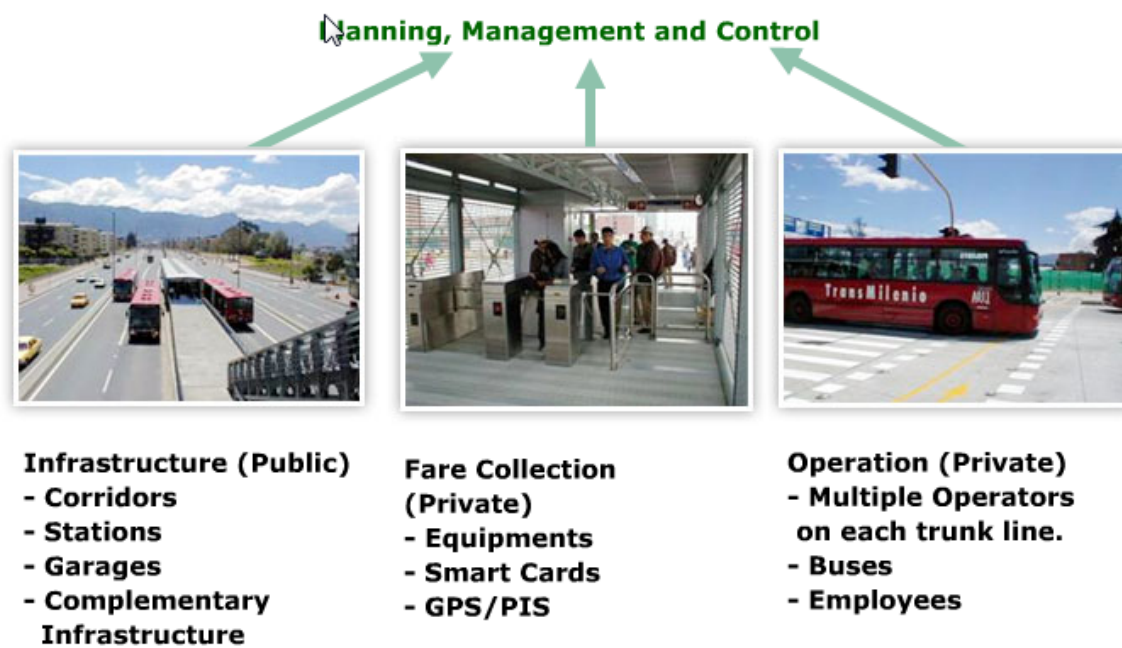 Planning, Management and Control
TransMilenio
Infrastructure (Public)
- Corridors
- Stations
- Garages
- Complementary
Infrastructure
Fare Collection
(Private)
- Equipments
- Smart Cards
- GPS/PIS
Operation (Private)
- Multiple Operators
on each trunk line.
- Buses
- Employees